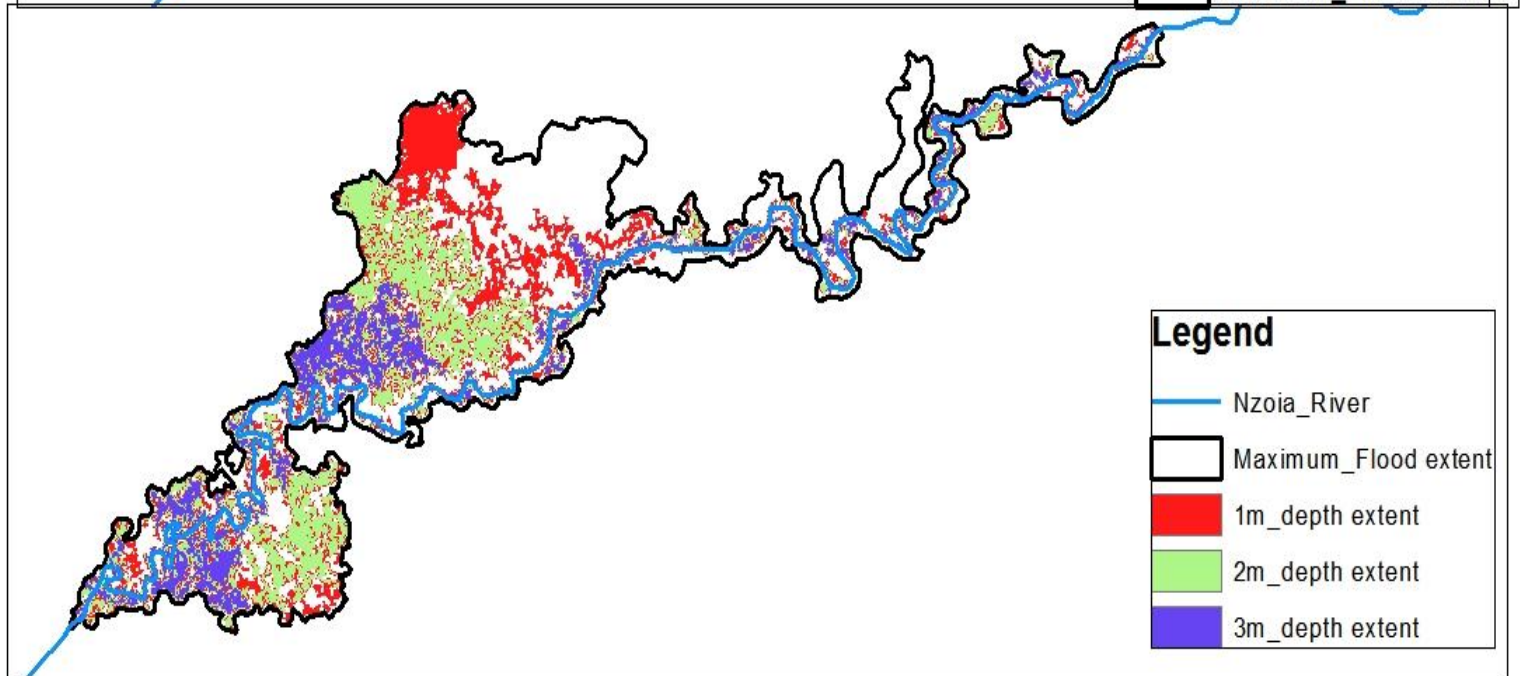 Legend
Nzoia_River
Maximum_Flood extent
1m_depth extent
2m_depth extent
3m_depth extent